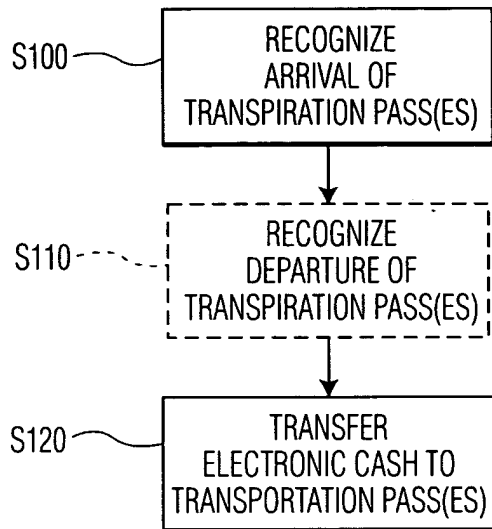 S100
RECOGNIZE
ARRIVAL OF
TRANSPIRATION PASS(ES)
S110
RECOGNIZE
DEPARTURE OF
TRANSPIRATION PASS(ES)
S120
TRANSFER
ELECTRONIC CASH TO
TRANSPORTATION PASS(ES)